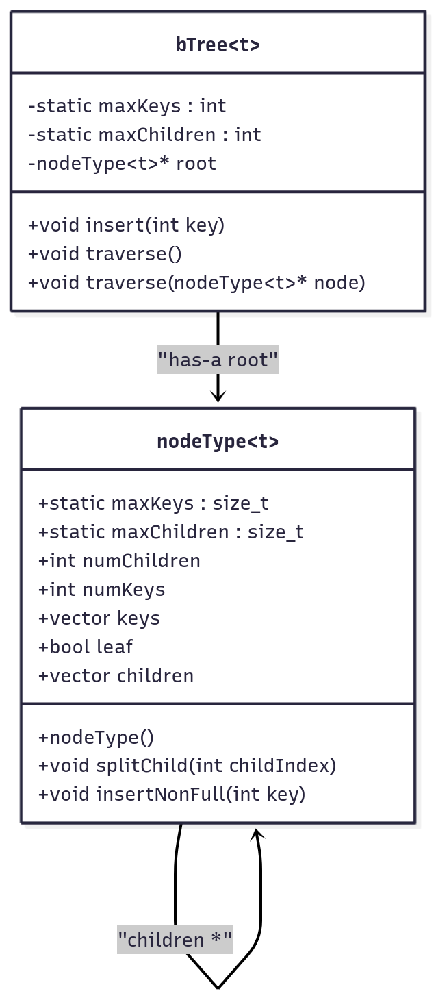 bTree<t>
-static maxKeys : int
-static maxChildren : int
-nodeType<t>* root
+void insert(int key)
+void traverse()
+void traverse(nodeType<t>* node)
"has-a root"
nodeType<t>
+static maxKeys : size_t
+static maxChildren : size_t
+int numChildren
+int numKeys
+vector keys
+bool leaf
+vector children
+nodeType()
+void splitChild(int childIndex)
+void insertNonFull(int key)
"children *"